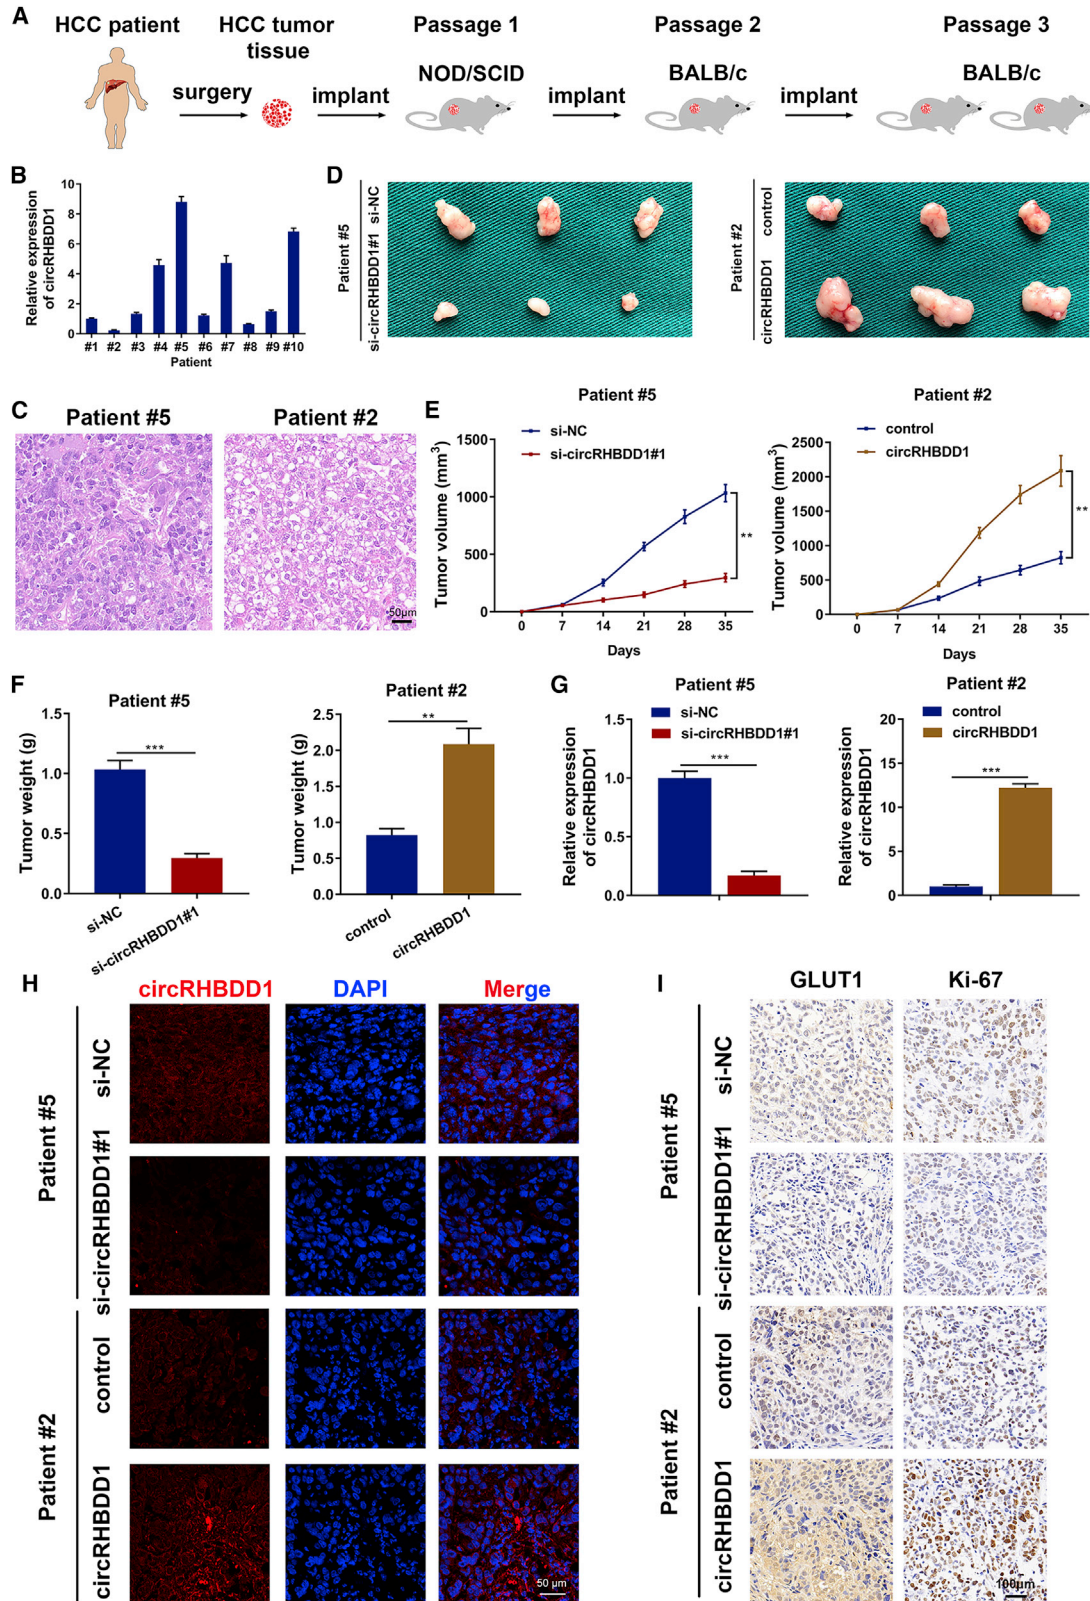 A
HCC patient
HCC tumor
tissue
Passage 1
Passage 2
Passage 3
NOD/SCID
BALB/c
BALB/c
surgery
implant
implant
implant
B
Relative expression
of circRHBDD1
10
8
6
4
2
0
#1 #2 #3 #4 #5 #6 #7 #8 #9 #10
Patient
D
Patient #5
si-NC
si-circRHBDD1#1
Patient #2
control
circRHBDD1
C
Patient #5
Patient #2
50μm
E
Patient #5
si-NC
si-circRHBDD1#1
Tumor volume (mm³)
1500
1000
500
0
0 7 14 21 28 35
Days
**
Patient #2
control
circRHBDD1
Tumor volume (mm³)
2500
2000
1500
1000
500
0
0 7 14 21 28 35
Days
**
F
Patient #5
Tumor weight (g)
1.5
1.0
0.5
0.0
***
si-NC
si-circRHBDD1#1
Patient #2
Tumor weight (g)
2.5
2.0
1.5
1.0
0.5
0.0
**
control
circRHBDD1
G
Patient #5
si-NC
si-circRHBDD1#1
Relative expression
of circRHBDD1
1.5
1.0
0.5
0.0
***
Patient #2
control
circRHBDD1
Relative expression
of circRHBDD1
20
15
10
5
0
***
H
circRHBDD1
DAPI
Merge
Patient #5
si-NC
si-circRHBDD1#1
Patient #2
control
circRHBDD1
50 μm
I
GLUT1
Ki-67
Patient #5
si-NC
si-circRHBDD1#1
Patient #2
control
circRHBDD1
100μm